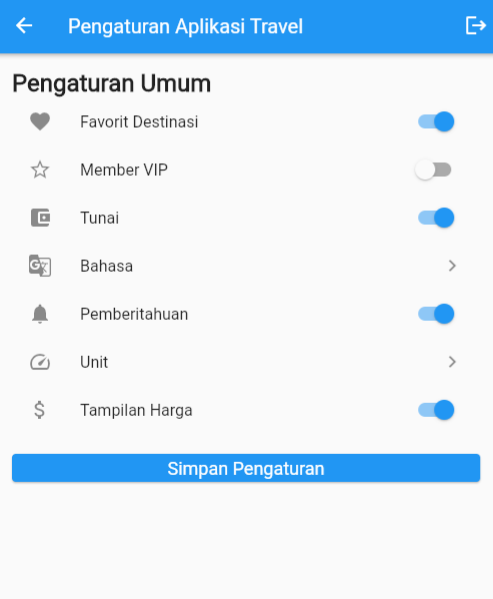 Pengaturan Aplikasi Travel
Pengaturan Umum
Favorit Destinasi
Member VIP
Tunai
Bahasa
Pemberitahuan
Unit
Tampilan Harga
Simpan Pengaturan